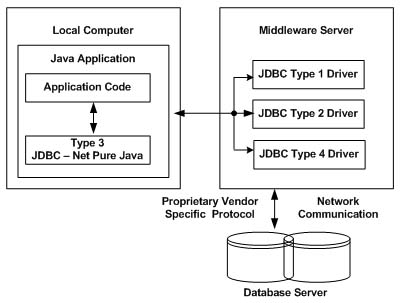 Local Computer
Java Application
Application Code
Type 3
JDBC – Net Pure Java
Middleware Server
JDBC Type 1 Driver
JDBC Type 2 Driver
JDBC Type 4 Driver
Proprietary Vendor
Specific Protocol
Network
Communication
Database Server